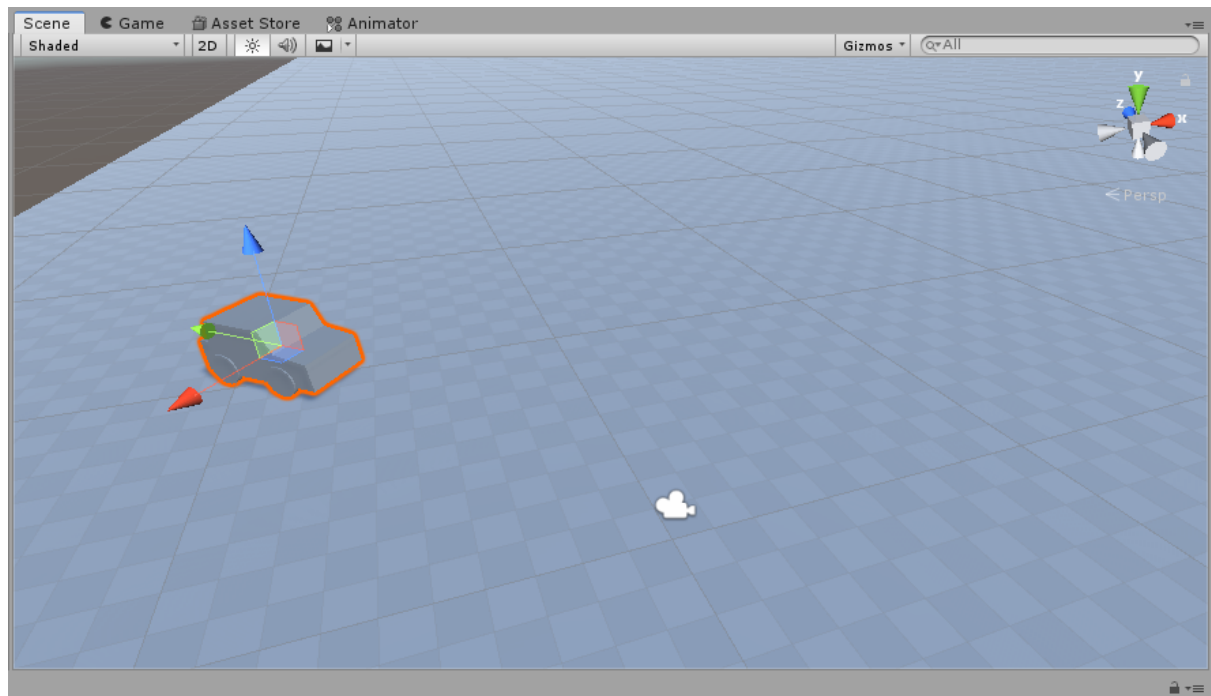 Scene Game Asset Store Animator
Shaded 2D Gizmos All
y
z
x
Persp